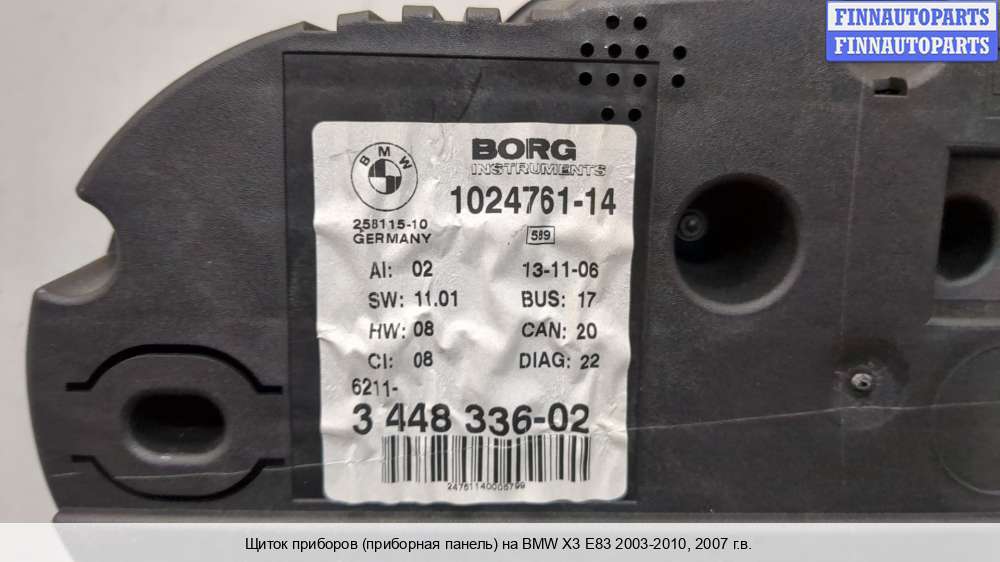 FINNAUTOPARTS
FINNAUTOPARTS
BMW
BORG
INSTRUMENTS
1024761-14
258115-10
GERMANY
589
AI: 02
13-11-06
SW: 11.01
BUS: 17
HW: 08
CAN: 20
CI: 08
DIAG: 22
6211-
3 448 336-02
24761140006799
Щиток приборов (приборная панель) на BMW X3 E83 2003-2010, 2007 г.в.